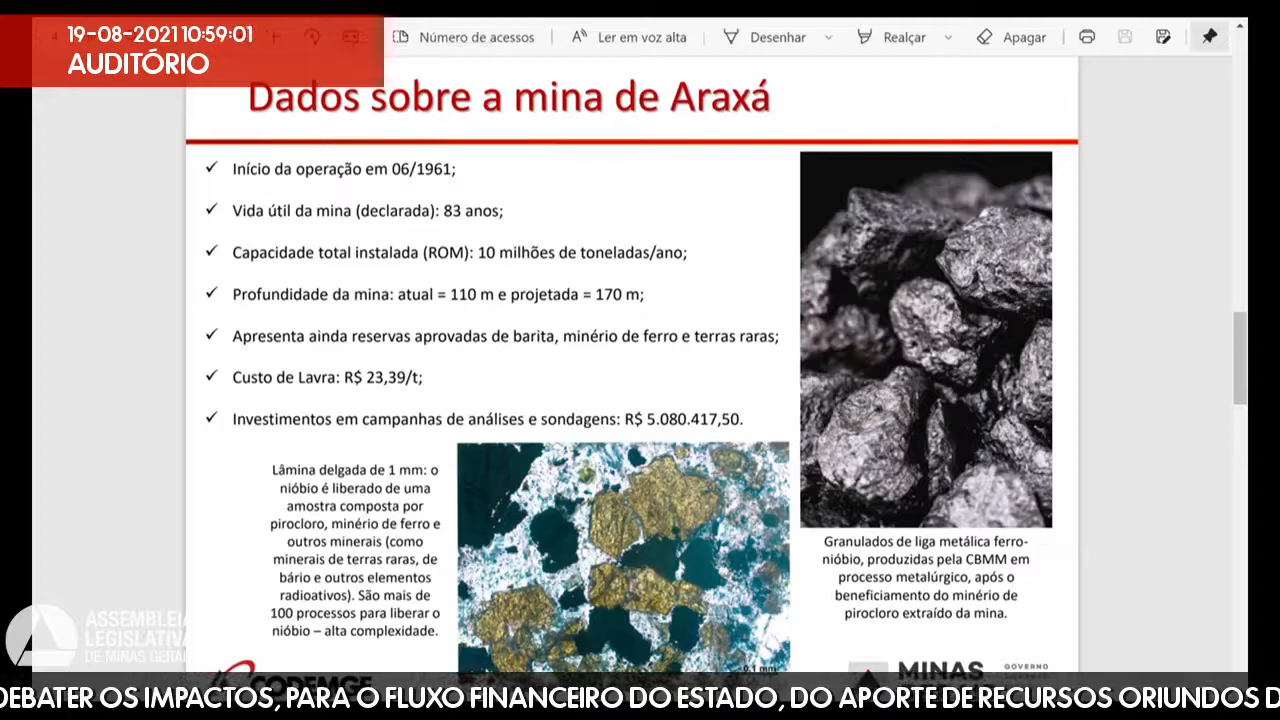 19-08-2021 10:59:01
AUDITÓRIO
Número de acessos
Ler em voz alta
Desenhar
Realçar
Apagar
Dados sobre a mina de Araxá
✓ Início da operação em 06/1961;
✓ Vida útil da mina (declarada): 83 anos;
✓ Capacidade total instalada (ROM): 10 milhões de toneladas/ano;
✓ Profundidade da mina: atual = 110 m e projetada = 170 m;
✓ Apresenta ainda reservas aprovadas de barita, minério de ferro e terras raras;
✓ Custo de Lavra: R$ 23,39/t;
✓ Investimentos em campanhas de análises e sondagens: R$ 5.080.417,50.
Lâmina delgada de 1 mm: o
nióbio é liberado de uma
amostra composta por
pirocloro, minério de ferro e
outros minerais (como
minerais de terras raras, de
bário e outros elementos
radioativos). São mais de
100 processos para liberar o
nióbio – alta complexidade.
0,1 mm
Granulados de liga metálica ferro-
nióbio, produzidas pela CBMM em
processo metalúrgico, após o
beneficiamento do minério de
pirocloro extraído da mina.
ASSEMBLEIA
LEGISLATIVA
DE MINAS GERAIS
CODEMGE
MINAS
GOVERNO
DEBATER OS IMPACTOS, PARA O FLUXO FINANCEIRO DO ESTADO, DO APORTE DE RECURSOS ORIUNDOS D